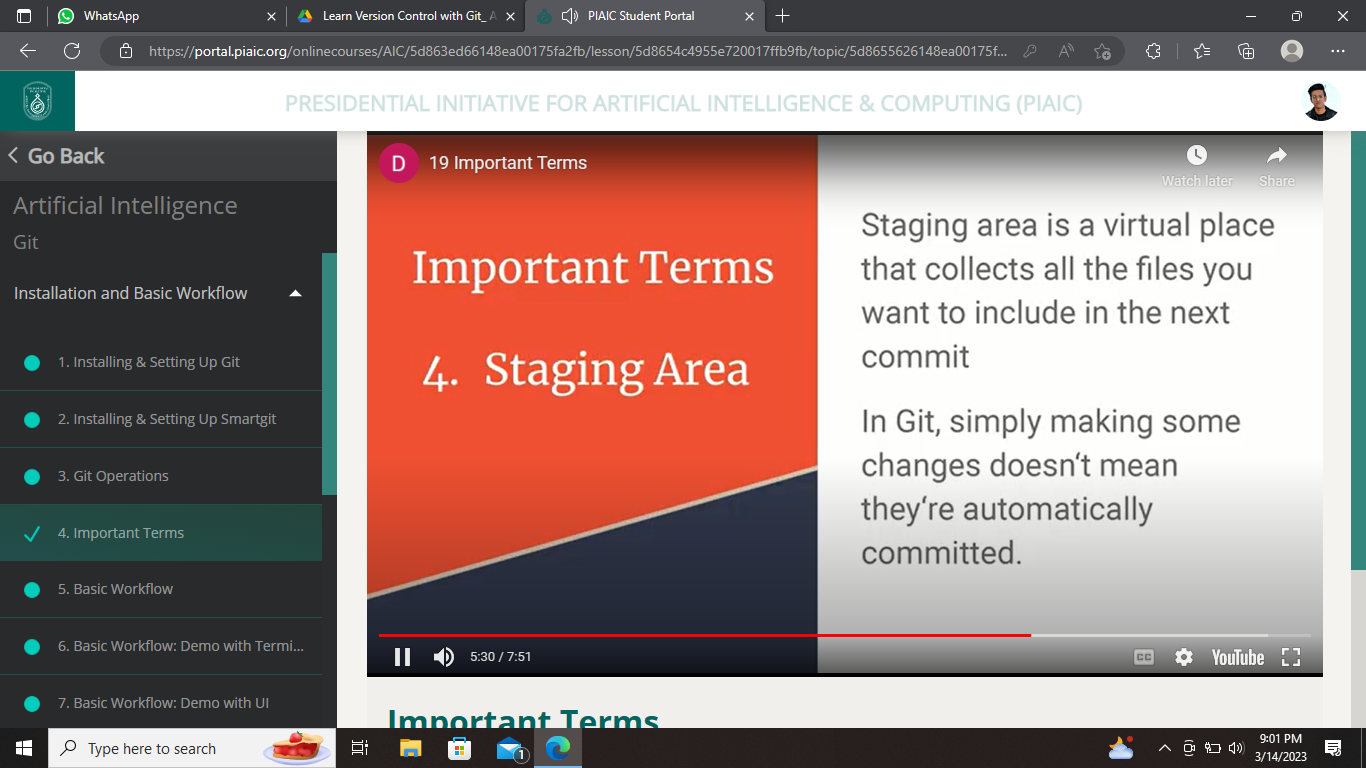 WhatsApp
Learn Version Control with Git_ A
PIAIC Student Portal
https://portal.piaic.org/onlinecourses/AIC/5d863ed66148ea00175fa2fb/lesson/5d8654c4955e720017ffb9fb/topic/5d8655626148ea00175f...
PRESIDENTIAL INITIATIVE FOR ARTIFICIAL INTELLIGENCE & COMPUTING (PIAIC)
Go Back
Artificial Intelligence
Git
Installation and Basic Workflow
1. Installing & Setting Up Git
2. Installing & Setting Up Smartgit
3. Git Operations
4. Important Terms
5. Basic Workflow
6. Basic Workflow: Demo with Termi...
7. Basic Workflow: Demo with UI
D
19 Important Terms
Watch later
Share
Important Terms
4. Staging Area
Staging area is a virtual place
that collects all the files you
want to include in the next
commit
In Git, simply making some
changes doesn‘t mean
they‘re automatically
committed.
5:30 / 7:51
CC
YouTube
Important Terms
Type here to search
1
9:01 PM
3/14/2023